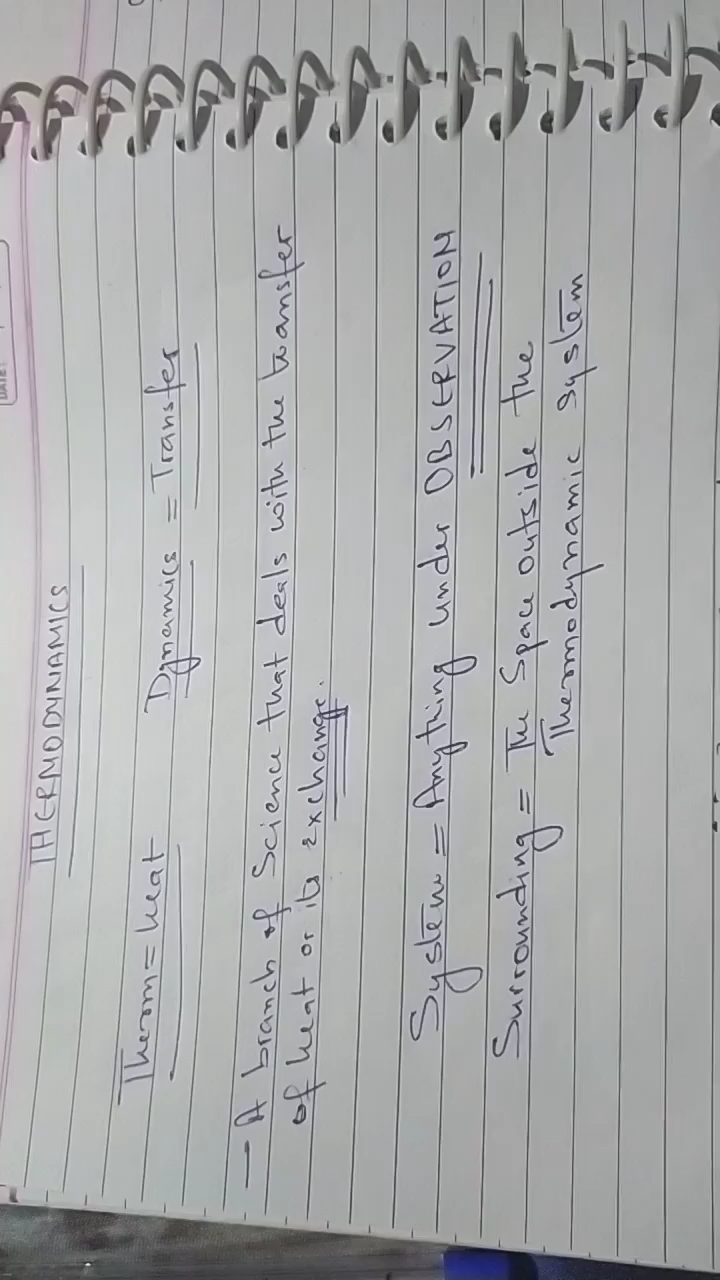 DATE:
THERMODYNAMICS
Therm = heat Dynamics = Transfer
- A branch of Science that deals with the transfer
of heat or its exchange.
System = Anything under OBSERVATION
Surrounding = The Space outside the
Thermodynamic System